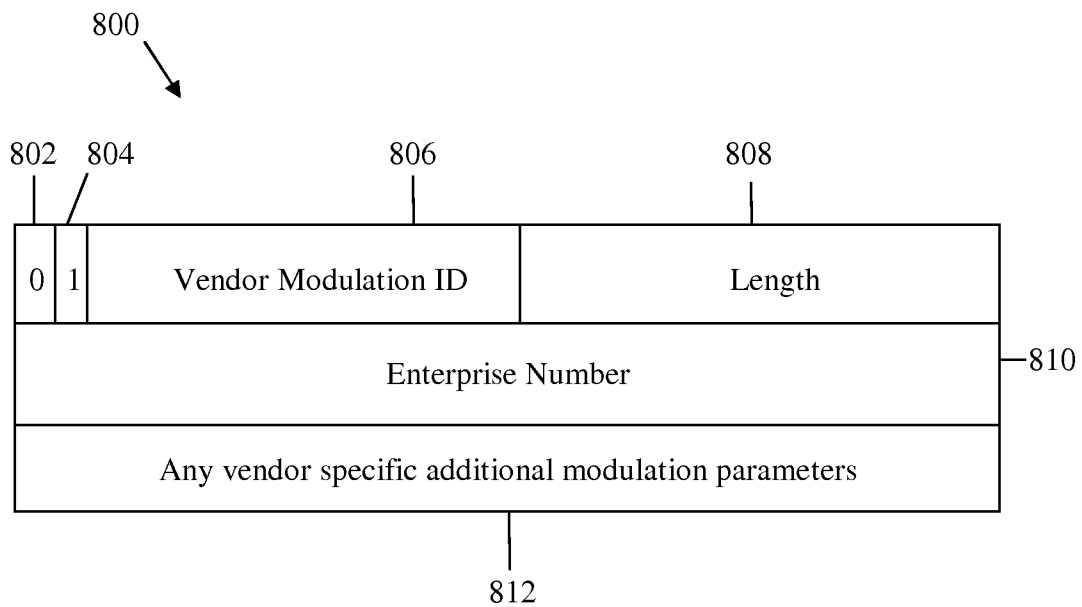 800
802 804 806 808
0 1 Vendor Modulation ID Length
Enterprise Number 810
Any vendor specific additional modulation parameters
812